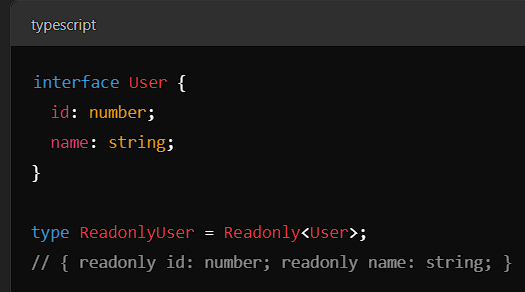 typescript
interface User {
  id: number;
  name: string;
}
type ReadonlyUser = Readonly<User>;
// { readonly id: number; readonly name: string; }